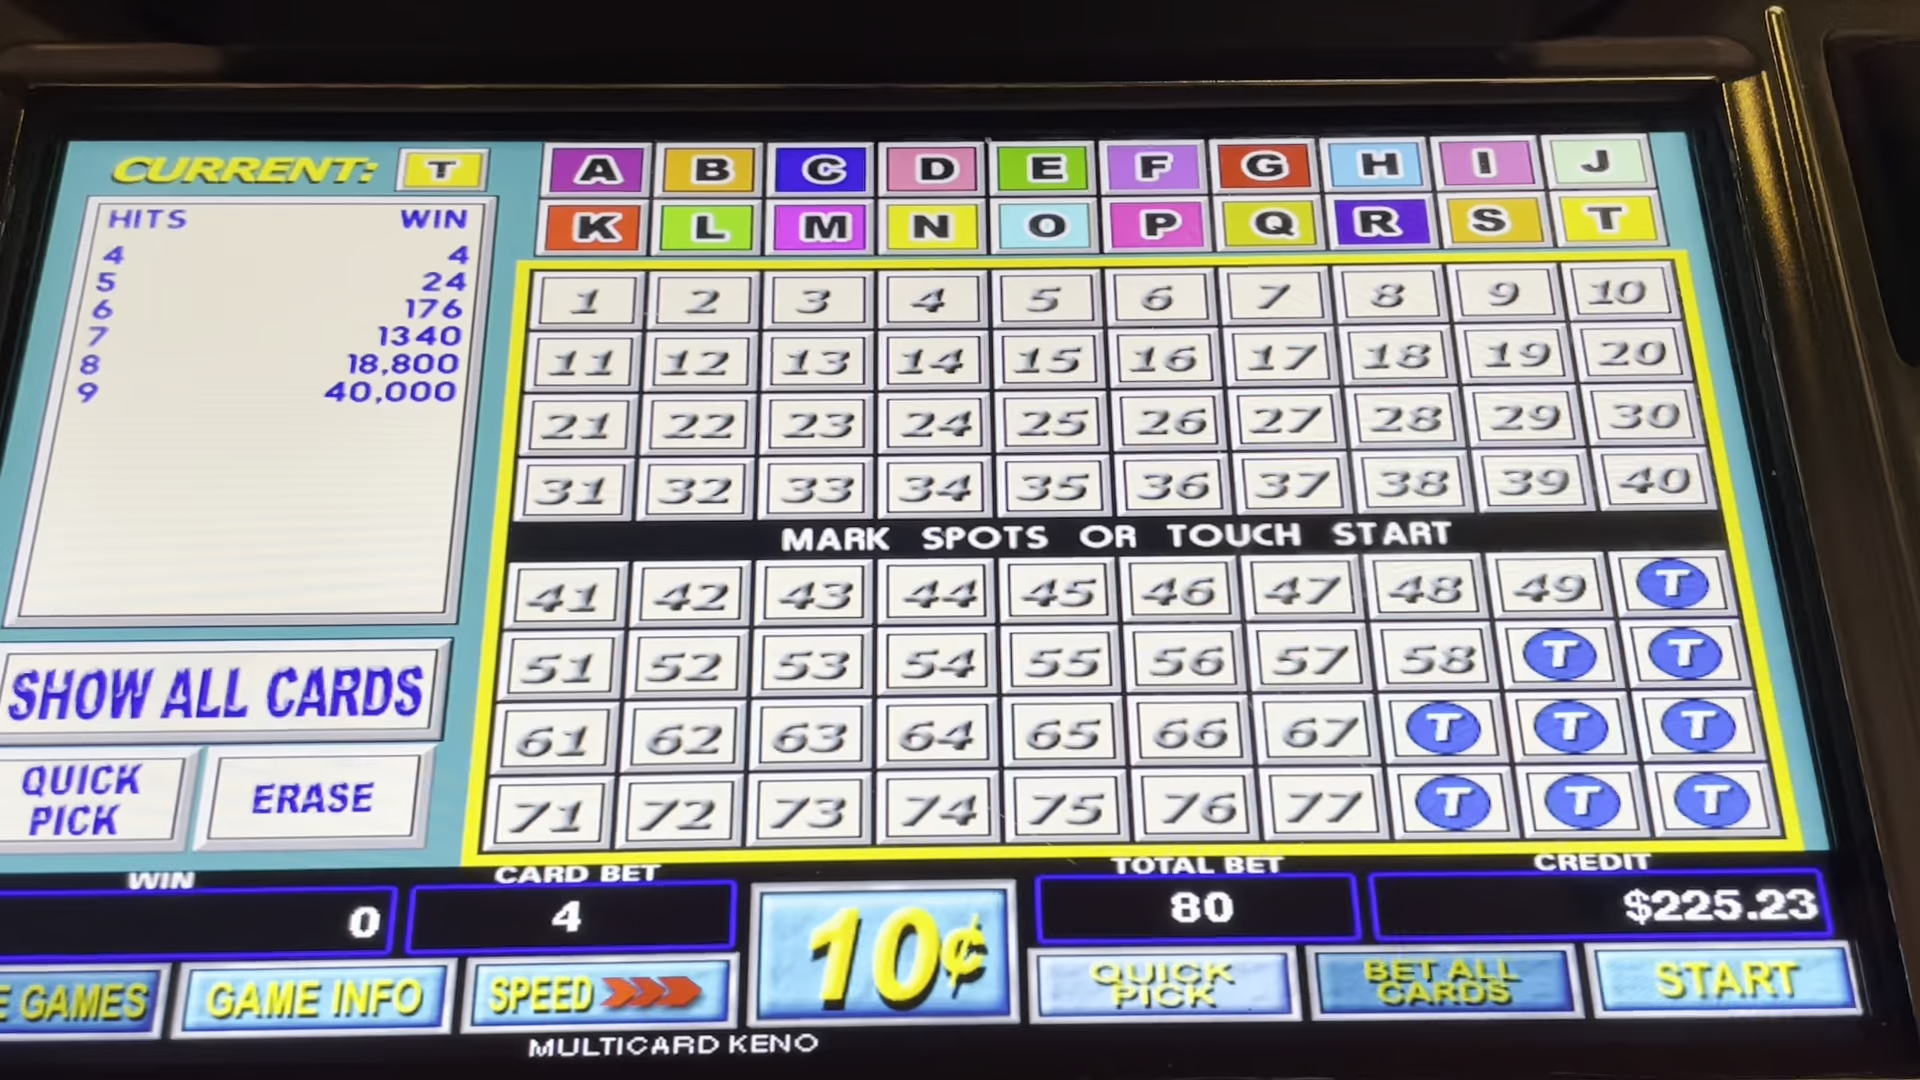 CURRENT: T
A B C D E F G H I J
K L M N O P Q R S T
HITS WIN
4 4
5 24
6 176
7 1340
8 18,800
9 40,000
1 2 3 4 5 6 7 8 9 10
11 12 13 14 15 16 17 18 19 20
21 22 23 24 25 26 27 28 29 30
31 32 33 34 35 36 37 38 39 40
MARK SPOTS OR TOUCH START
41 42 43 44 45 46 47 48 49 T
51 52 53 54 55 56 57 58 T T
61 62 63 64 65 66 67 T T T
71 72 73 74 75 76 77 T T T
SHOW ALL CARDS
QUICK
PICK
ERASE
WIN
0
CARD BET
4
10¢
TOTAL BET
80
CREDIT
$225.23
E GAMES
GAME INFO
SPEED
QUICK
PICK
BET ALL
CARDS
START
MULTICARD KENO